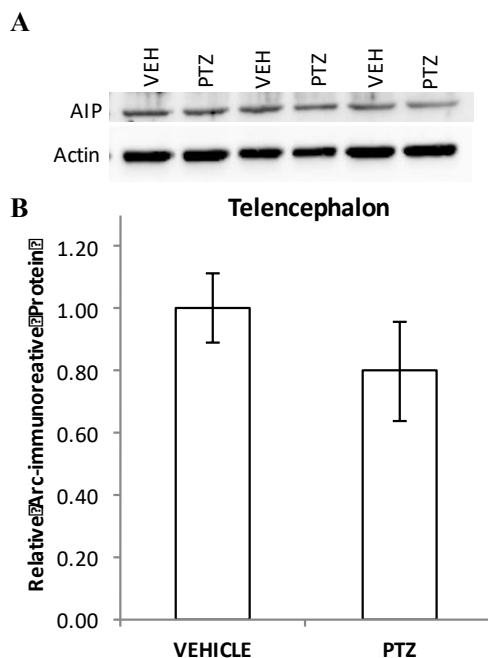 A
VEH PTZ VEH PTZ VEH PTZ
AIP
Actin
B
Telencephalon
Relative Arc-immunoreative Protein
1.20
1.00
0.80
0.60
0.40
0.20
0.00
VEHICLE PTZ